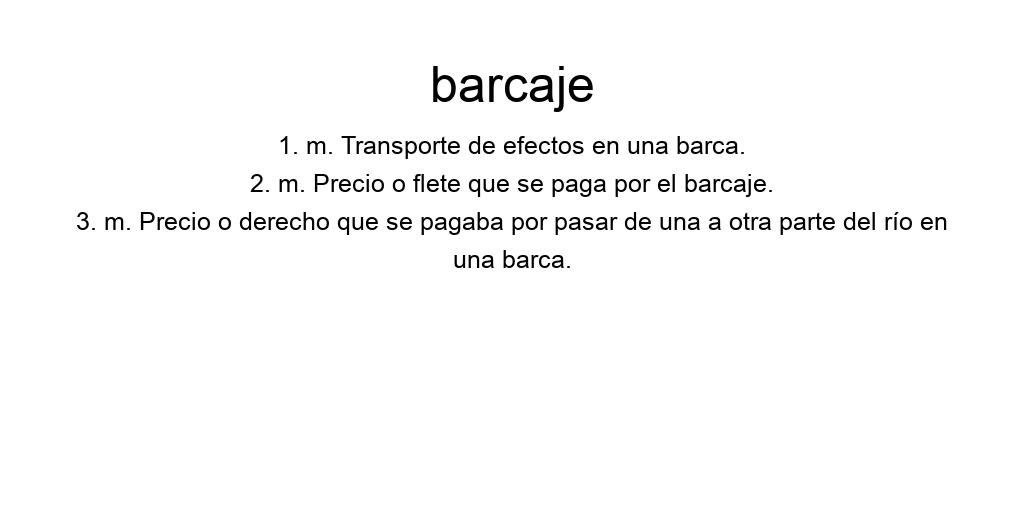 barcaje
1. m. Transporte de efectos en una barca.
2. m. Precio o flete que se paga por el barcaje.
3. m. Precio o derecho que se pagaba por pasar de una a otra parte del río en
una barca.